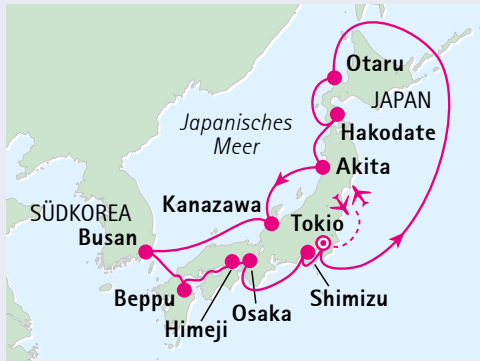 Otaru
JAPAN
Japanisches
Meer
Hakodate
Akita
Kanazawa
SÜDKOREA
Busan
Tokio
Beppu
Himeji
Osaka
Shimizu